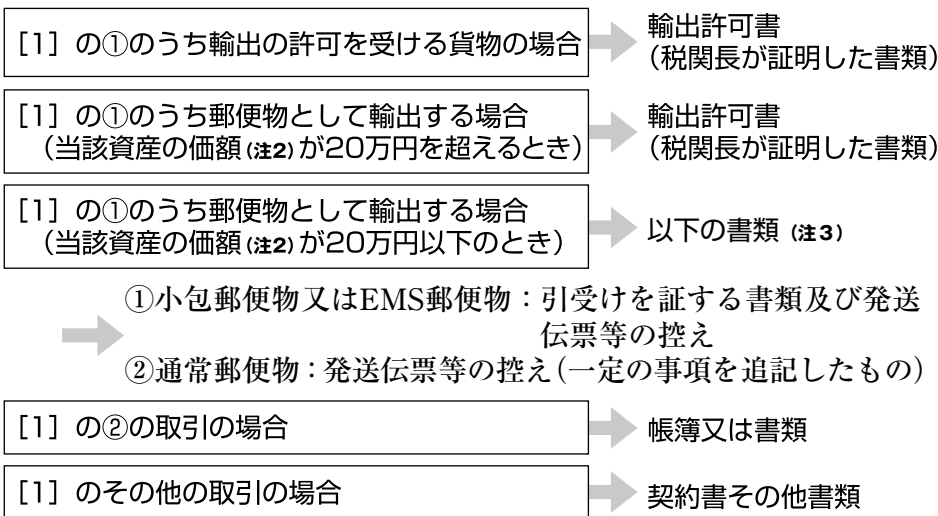 [1] の①のうち輸出の許可を受ける貨物の場合
輸出許可書
(税関長が証明した書類)
[1] の①のうち郵便物として輸出する場合
(当該資産の価額(注2)が20万円を超えるとき)
輸出許可書
(税関長が証明した書類)
[1] の①のうち郵便物として輸出する場合
(当該資産の価額(注2)が20万円以下のとき)
以下の書類 (注3)
①小包郵便物又はEMS郵便物：引受けを証する書類及び発送
伝票等の控え
②通常郵便物：発送伝票等の控え(一定の事項を追記したもの)
[1] の②の取引の場合
帳簿又は書類
[1] のその他の取引の場合
契約書その他書類